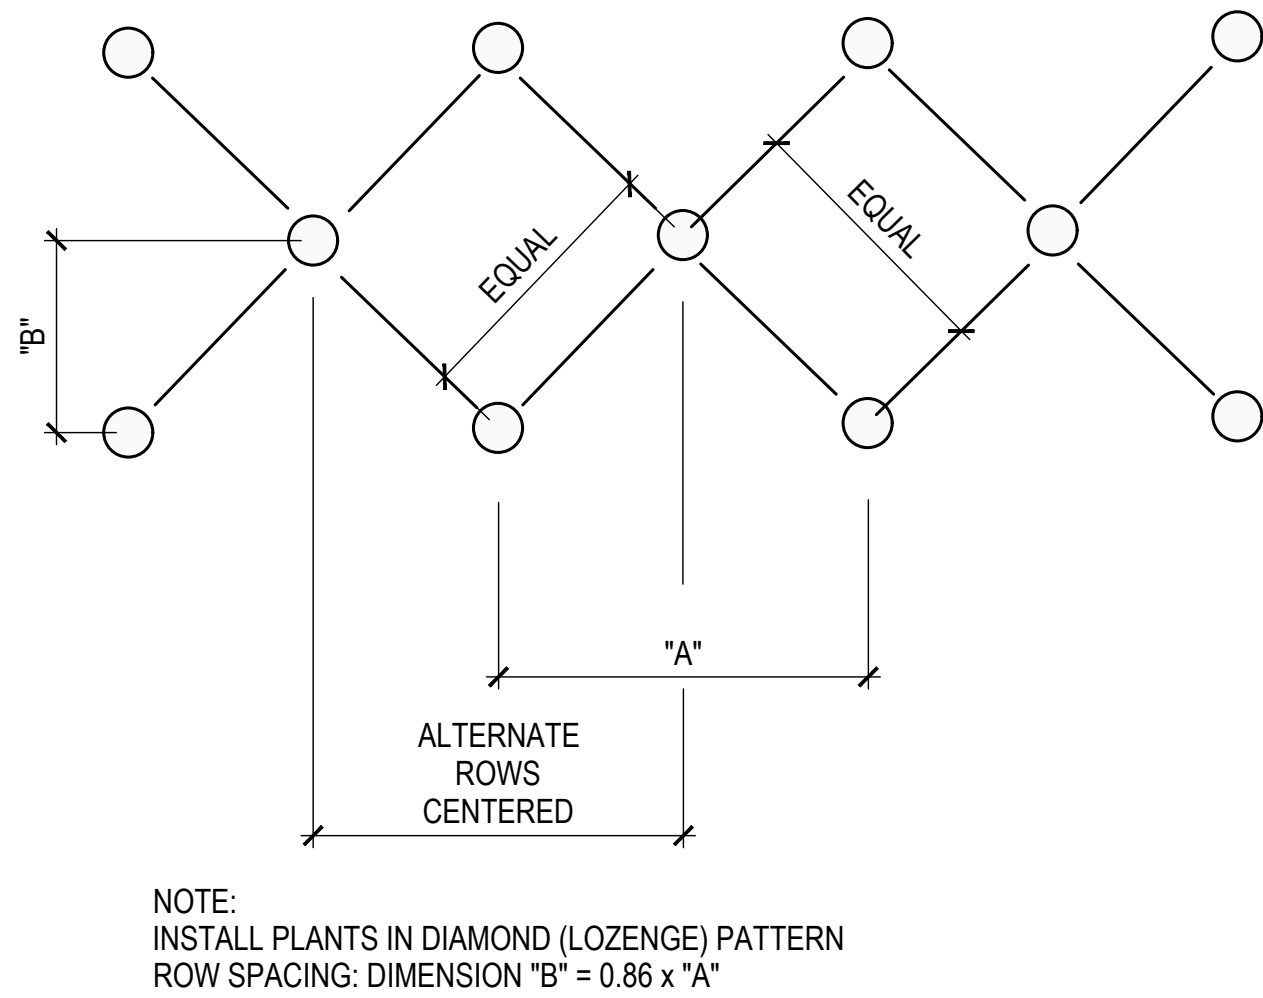 EQUAL
EQUAL
"B"
"A"
ALTERNATE
ROWS
CENTERED
NOTE:
INSTALL PLANTS IN DIAMOND (LOZENGE) PATTERN
ROW SPACING: DIMENSION "B" = 0.86 x "A"